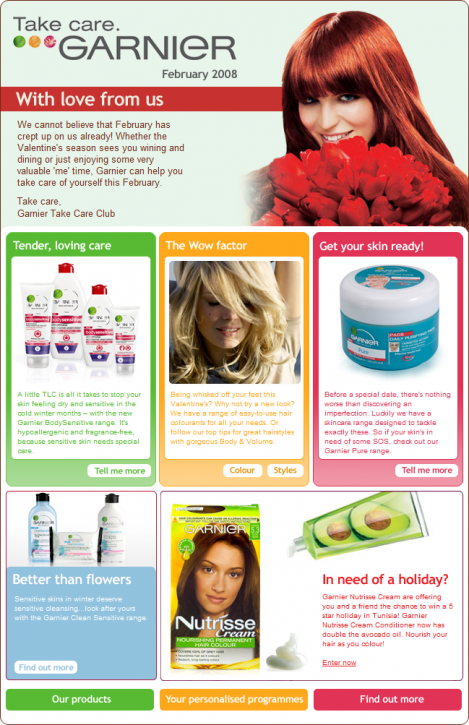 Take care.
GARNIER
February 2008
With love from us
We cannot believe that February has
crept up on us already! Whether the
Valentine's season sees you wining and
dining or just enjoying some very
valuable 'me' time, Garnier can help you
take care of yourself this February.
Take care,
Garnier Take Care Club
Tender, loving care
A little TLC is all it takes to stop your
skin feeling dry and sensitive in the
cold winter months – with the new
Garnier BodySensitive range. It's
hypoallergenic and fragrance-free,
because sensitive skin needs special
care.
Tell me more
The Wow factor
Being whisked off your feet this
Valentine's? Why not try a new look?
We have a range of easy-to-use hair
colourants for all your needs. Or
follow our top tips for great hairstyles
with gorgeous Body & Volume.
Colour
Styles
Get your skin ready!
GARNIER
Pure
Before a special date, there's nothing
worse than discovering an
imperfection. Luckily we have a
skincare range designed to tackle
exactly these. So if your skin's in
need of some SOS, check out our
Garnier Pure range.
Tell me more
GARNIER
Better than flowers
Sensitive skins in winter deserve
sensitive cleansing...look after yours
with the Garnier Clean Sensitive range.
Find out more
GARNIER
Nutrisse
Cream
NOURISHING PERMANENT
HAIR COLOUR
In need of a holiday?
Garnier Nutrisse Cream are offering
you and a friend the chance to win a 5
star holiday in Tunisia! Garnier
Nutrisse Cream Conditioner now has
double the avocado oil. Nourish your
hair as you colour!
Enter now
Our products
Your personalised programmes
Find out more